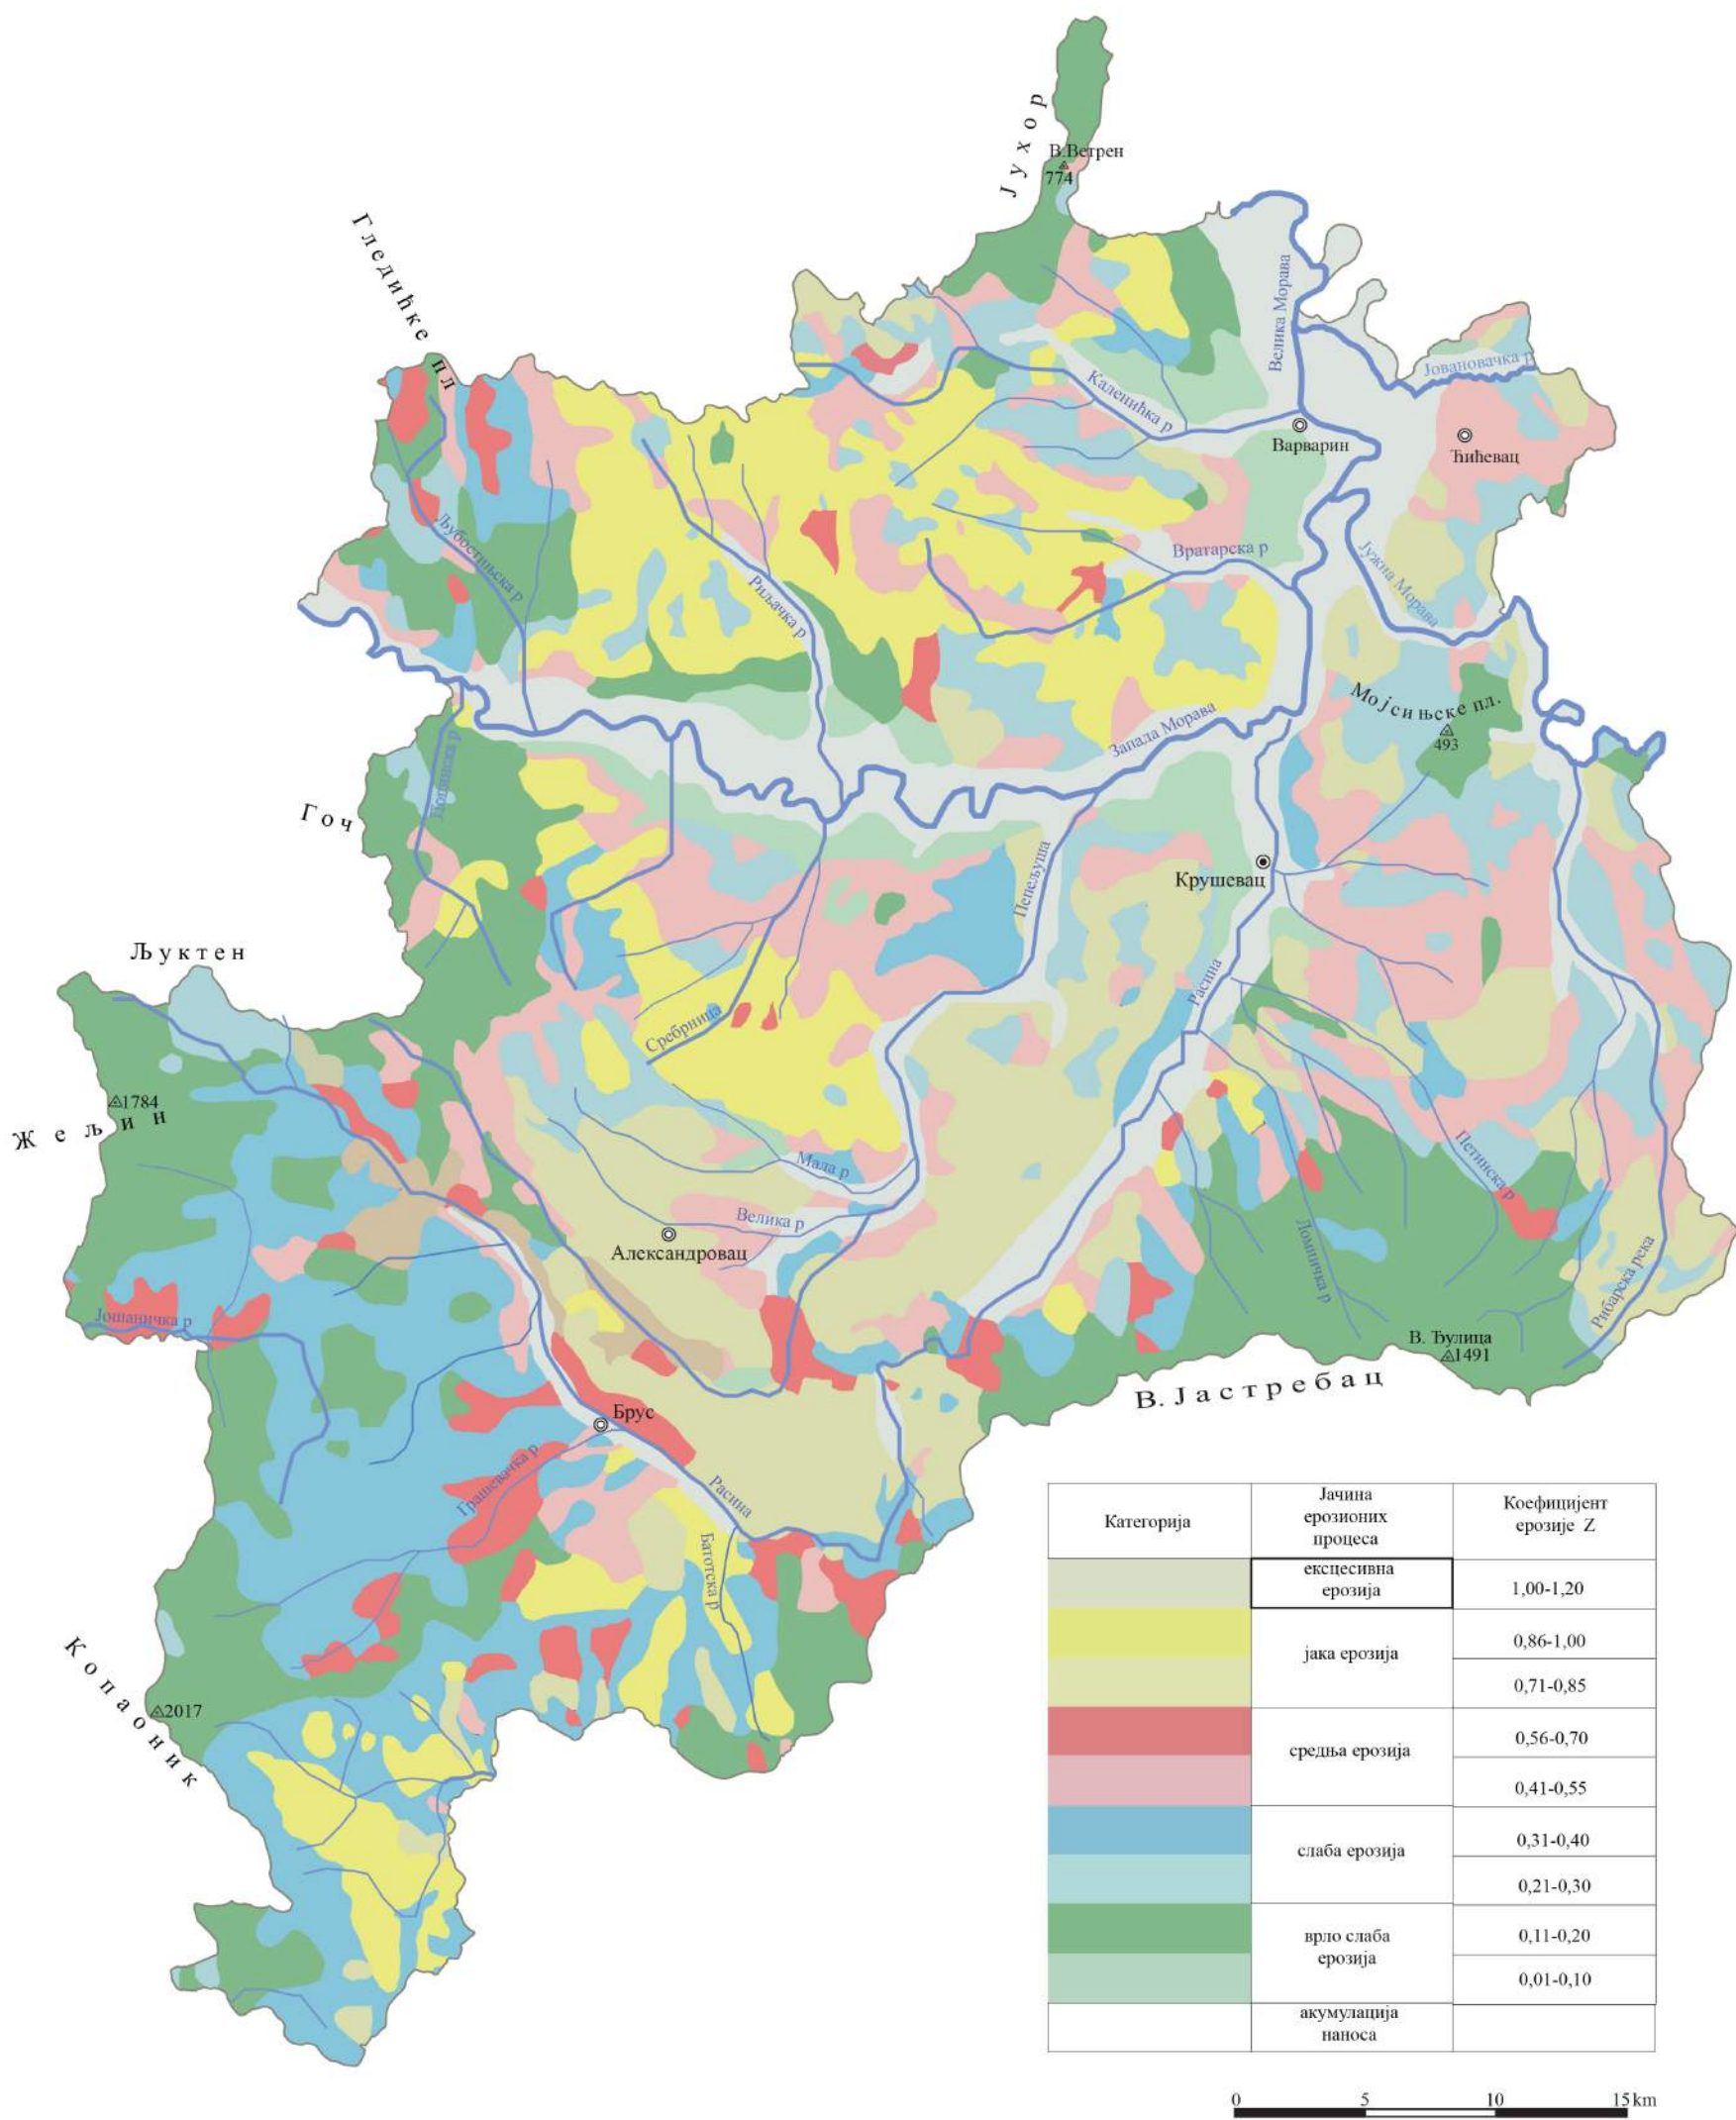 Јухор
В.Ветрен
774
Гледићке пл
Велика Морава
Јовановачка р
Каленићка р
Варварин
Ћићевац
Љубостињска р
Вратарска р
Јужна Морава
Риљачка р
Мојсињске пл.
493
Запада Морава
Гоч
Пепељуша
Крушевац
Љуктен
Расина
Сребрница
1784
Жељин
Мала р
Петинска р
Велика р
Александровац
Ломничка р
Рибарска река
Јошаничка р
В. Ђулица
1491
В.Јастребац
Брус
Грашевачка р
Расина
Батотска р
Копаоник
2017
Категорија
Јачина
ерозионих
процеса
Коефицијент
ерозије Z
ексцесивна
ерозија
1,00-1,20
јака ерозија
0,86-1,00
0,71-0,85
средња ерозија
0,56-0,70
0,41-0,55
слаба ерозија
0,31-0,40
0,21-0,30
врло слаба
ерозија
0,11-0,20
0,01-0,10
акумулација
наноса
0 5 10 15 km